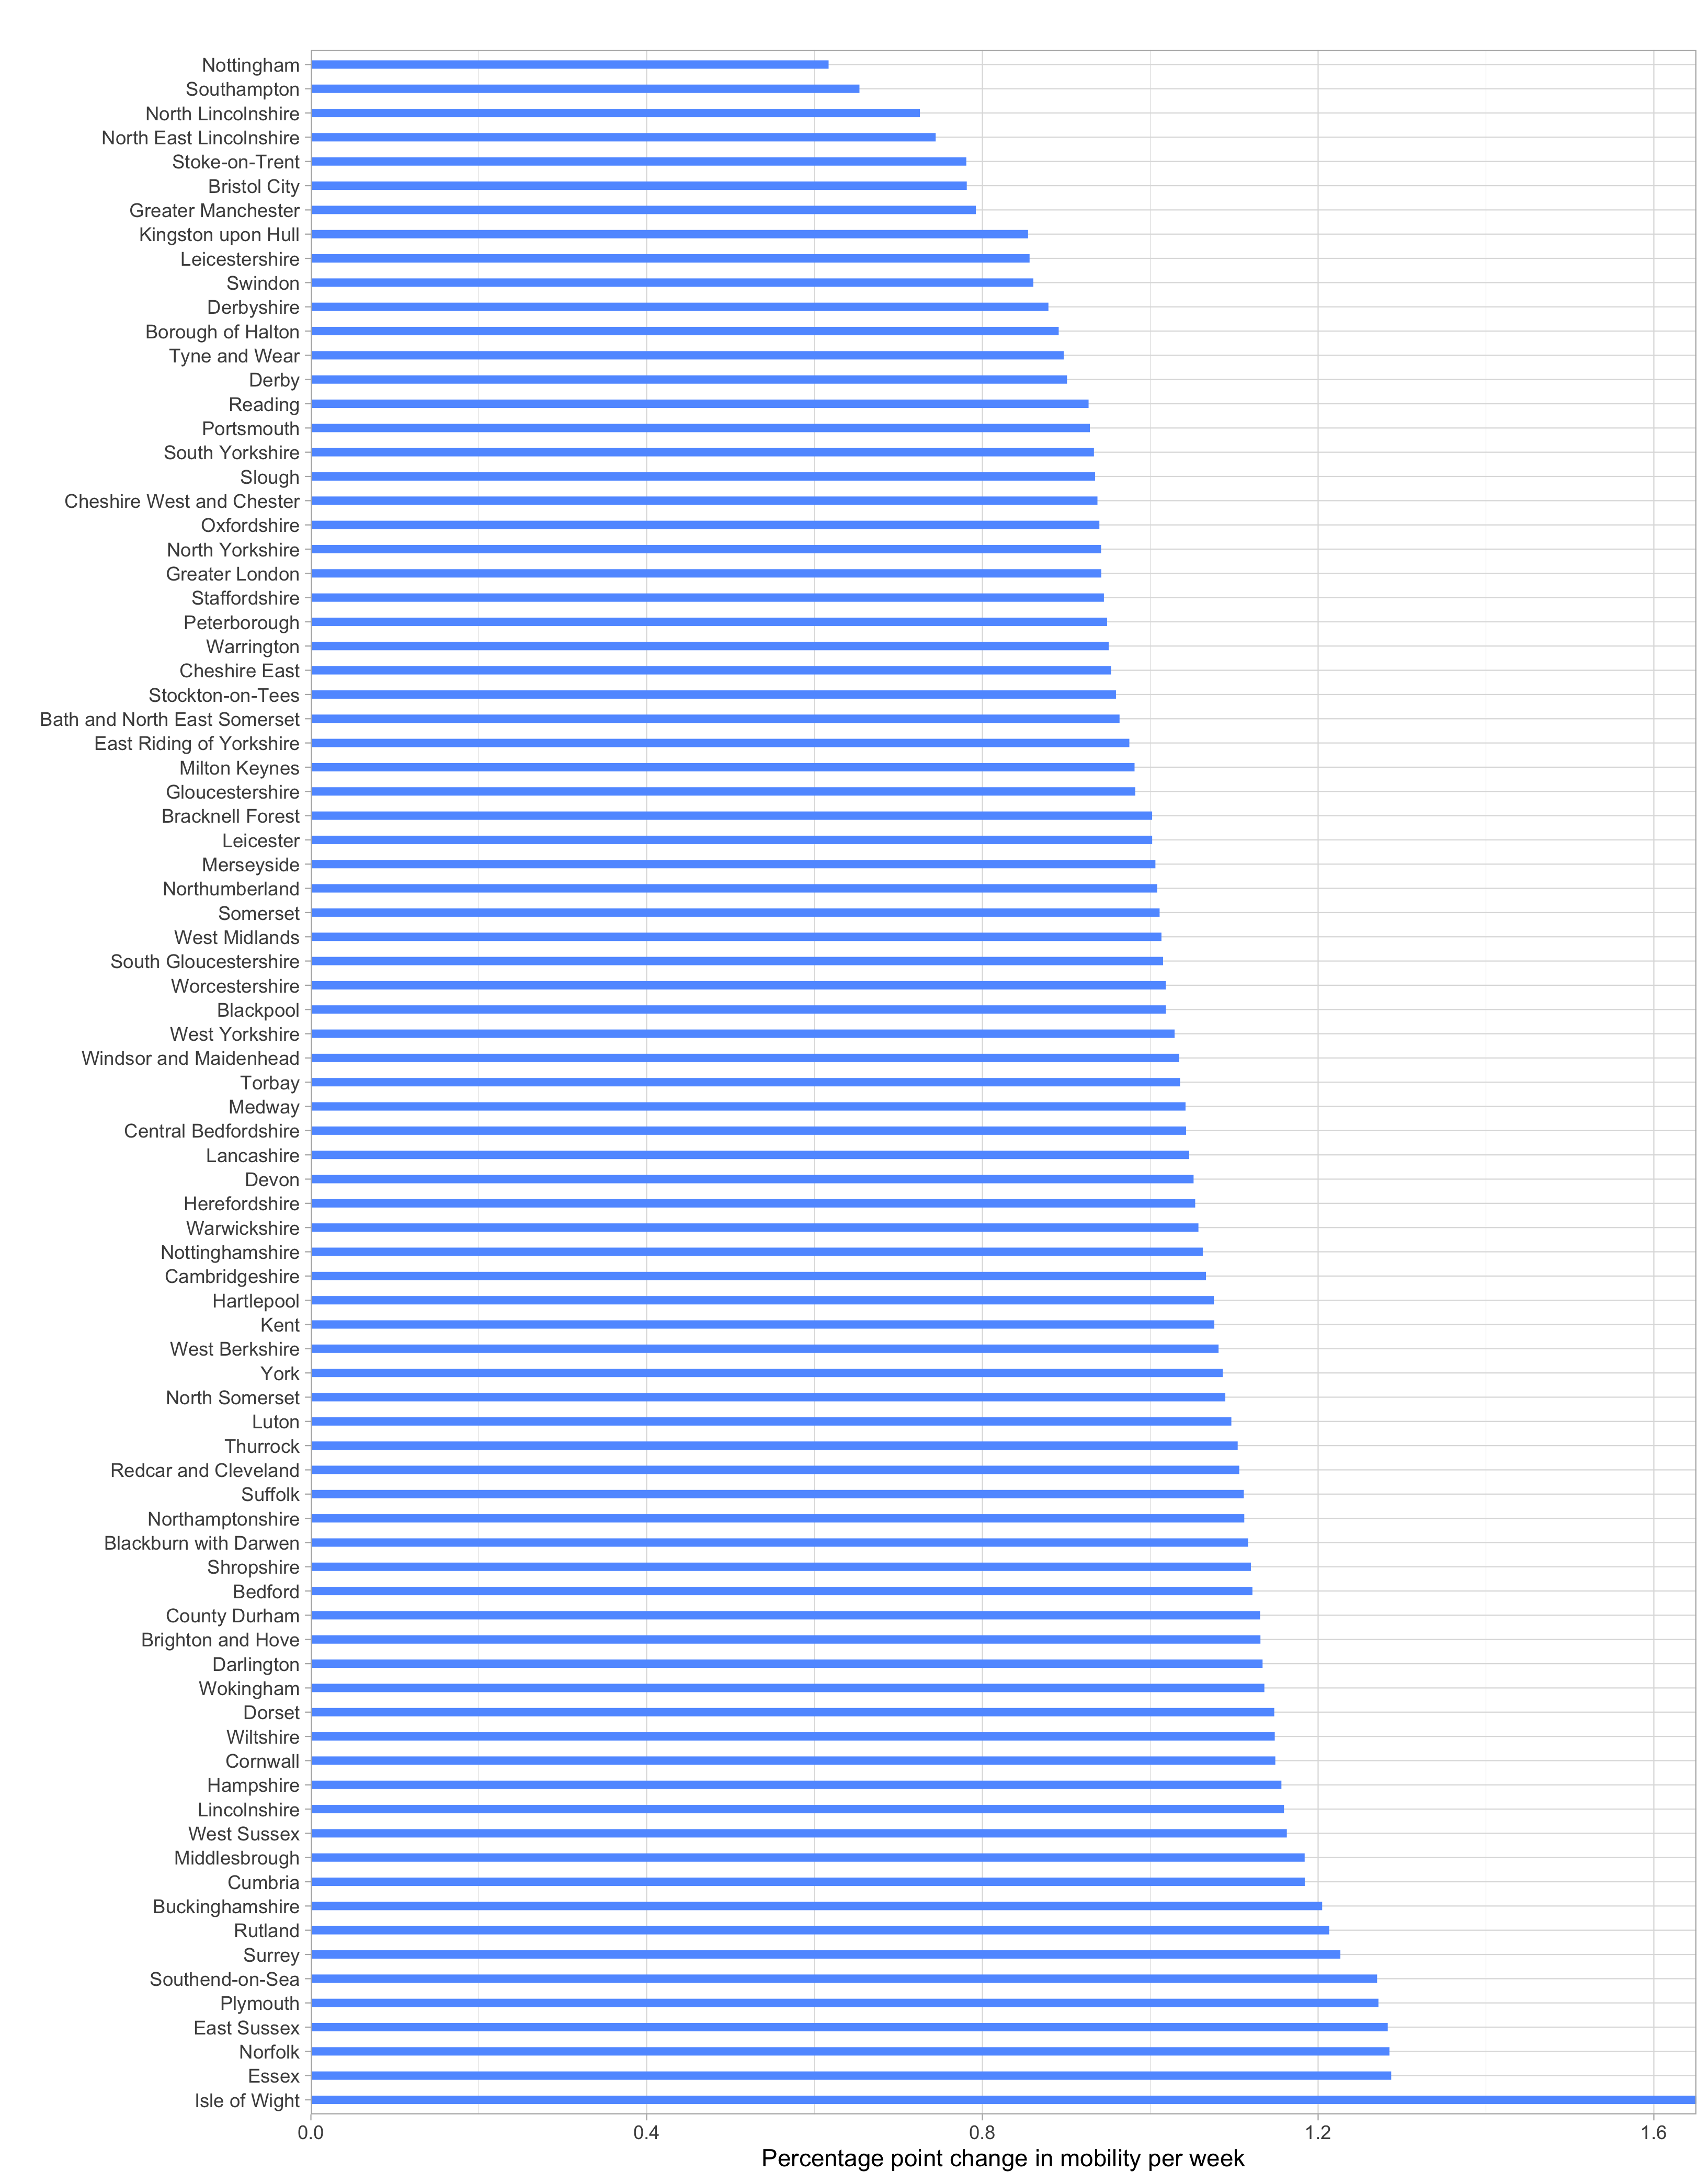 Nottingham
Southampton
North Lincolnshire
North East Lincolnshire
Stoke-on-Trent
Bristol City
Greater Manchester
Kingston upon Hull
Leicestershire
Swindon
Derbyshire
Borough of Halton
Tyne and Wear
Derby
Reading
Portsmouth
South Yorkshire
Slough
Cheshire West and Chester
Oxfordshire
North Yorkshire
Greater London
Staffordshire
Peterborough
Warrington
Cheshire East
Stockton-on-Tees
Bath and North East Somerset
East Riding of Yorkshire
Milton Keynes
Gloucestershire
Bracknell Forest
Leicester
Merseyside
Northumberland
Somerset
West Midlands
South Gloucestershire
Worcestershire
Blackpool
West Yorkshire
Windsor and Maidenhead
Torbay
Medway
Central Bedfordshire
Lancashire
Devon
Herefordshire
Warwickshire
Nottinghamshire
Cambridgeshire
Hartlepool
Kent
West Berkshire
York
North Somerset
Luton
Thurrock
Redcar and Cleveland
Suffolk
Northamptonshire
Blackburn with Darwen
Shropshire
Bedford
County Durham
Brighton and Hove
Darlington
Wokingham
Dorset
Wiltshire
Cornwall
Hampshire
Lincolnshire
West Sussex
Middlesbrough
Cumbria
Buckinghamshire
Rutland
Surrey
Southend-on-Sea
Plymouth
East Sussex
Norfolk
Essex
Isle of Wight
0.0 0.4 0.8 1.2 1.6
Percentage point change in mobility per week